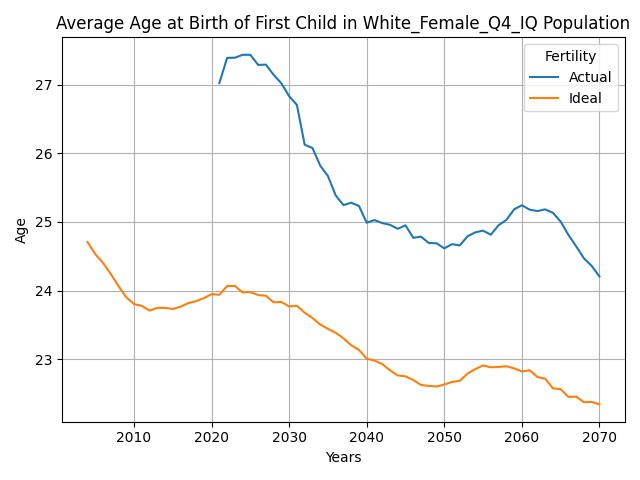 Average Age at Birth of First Child in White_Female_Q4_IQ Population
Fertility
Actual
Ideal
Age
27
26
25
24
23
2010 2020 2030 2040 2050 2060 2070
Years